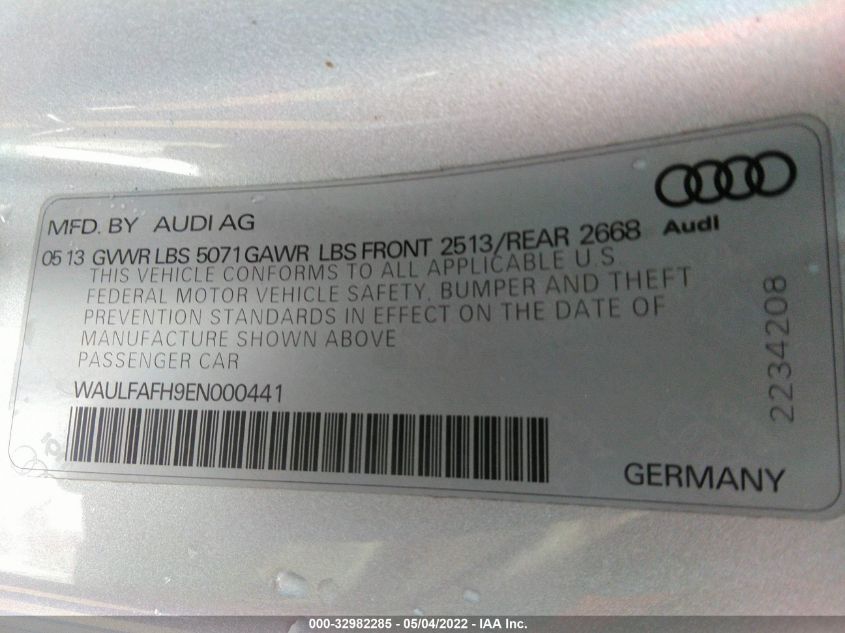 MFD. BY AUDI AG
Audi
05 13 GVWR LBS 5071 GAWR LBS FRONT 2513/REAR 2668
THIS VEHICLE CONFORMS TO ALL APPLICABLE U.S
FEDERAL MOTOR VEHICLE SAFETY, BUMPER AND THEFT
PREVENTION STANDARDS IN EFFECT ON THE DATE OF
MANUFACTURE SHOWN ABOVE
PASSENGER CAR
WAULFAFH9EN000441
2234208
GERMANY
000-32982285 - 05/04/2022 - IAA Inc.